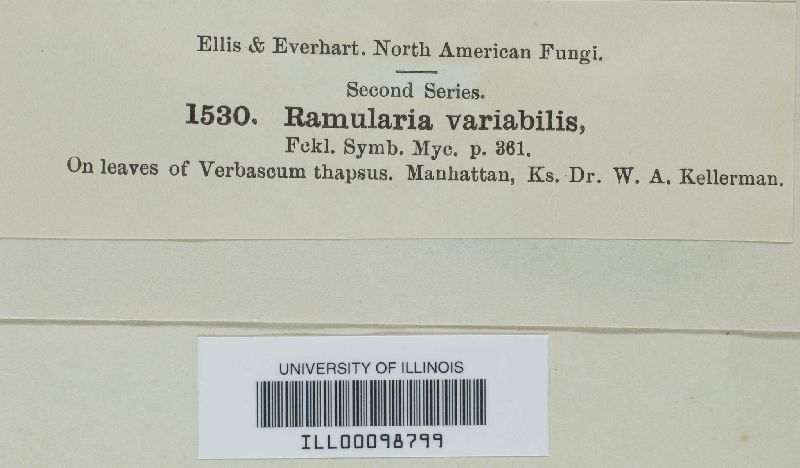 Ellis & Everhart. North American Fungi.
Second Series.
1530. Ramularia variabilis,
Fckl. Symb. Myc. p. 361.
On leaves of Verbascum thapsus. Manhattan, Ks. Dr. W. A. Kellerman.
UNIVERSITY OF ILLINOIS
ILL00098799